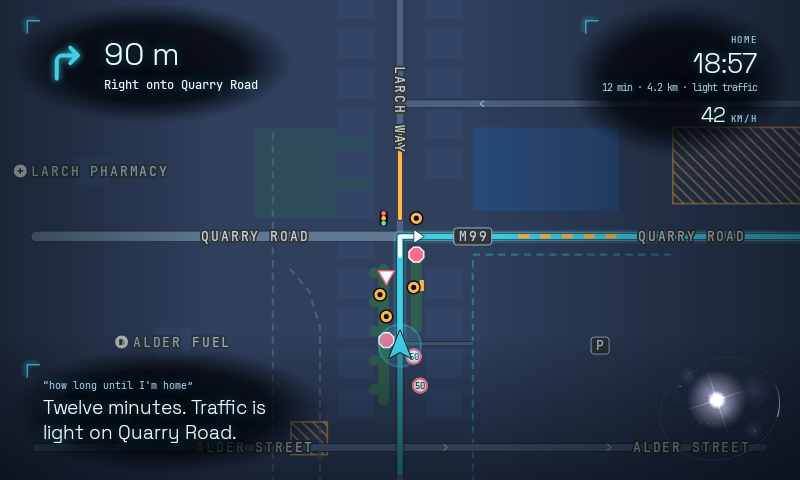 90 m
Right onto Quarry Road
HOME
18:57
12 min · 4.2 km · light traffic
42 KM/H
LARCH WAY
LARCH PHARMACY
QUARRY ROAD
M99
QUARRY ROAD
ALDER FUEL
P
50
50
“how long until I'm home”
Twelve minutes. Traffic is
light on Quarry Road.
ALDER STREET
ALDER STREET